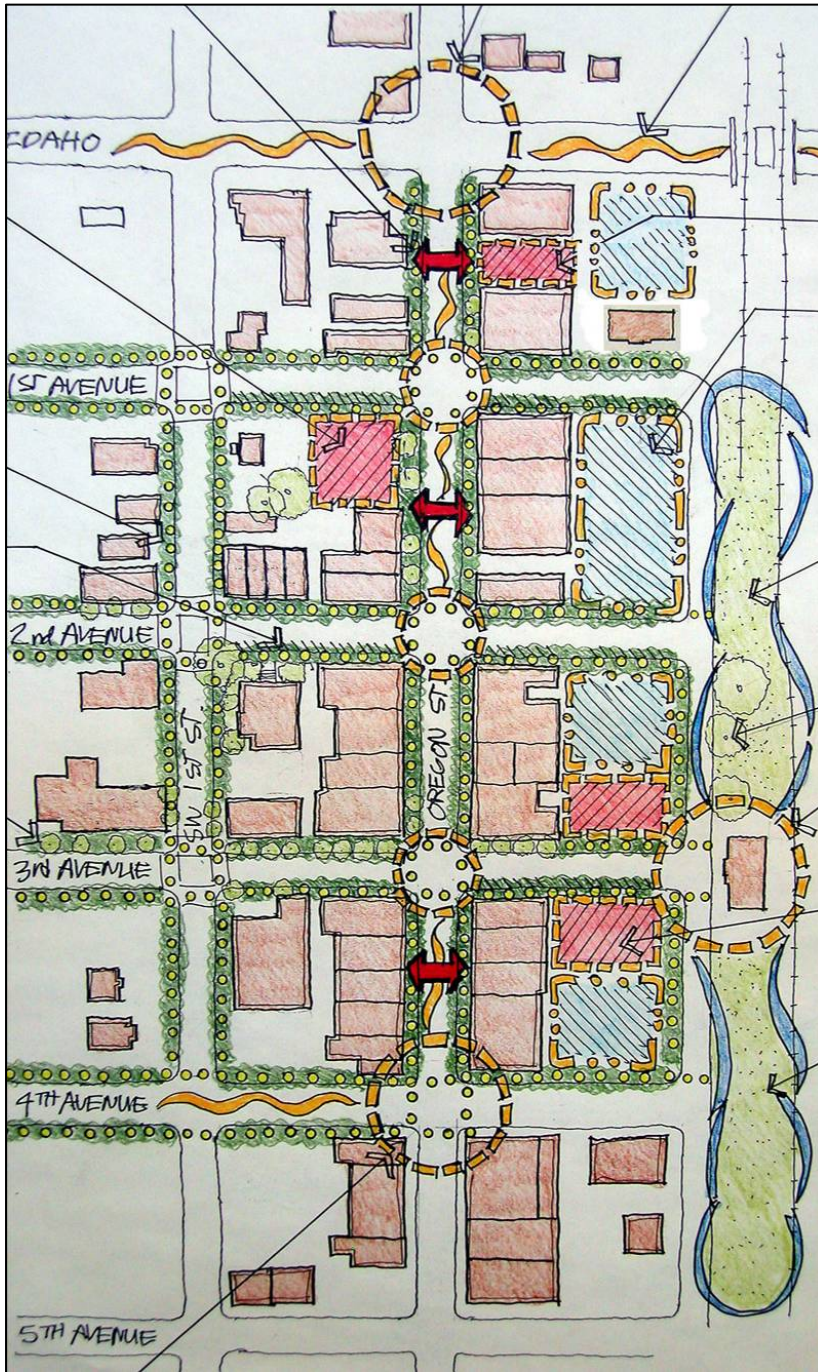 IDAHO
1ST AVENUE
2nd AVENUE
SW 1ST ST.
OREGON ST.
3rd AVENUE
4TH AVENUE
5TH AVENUE